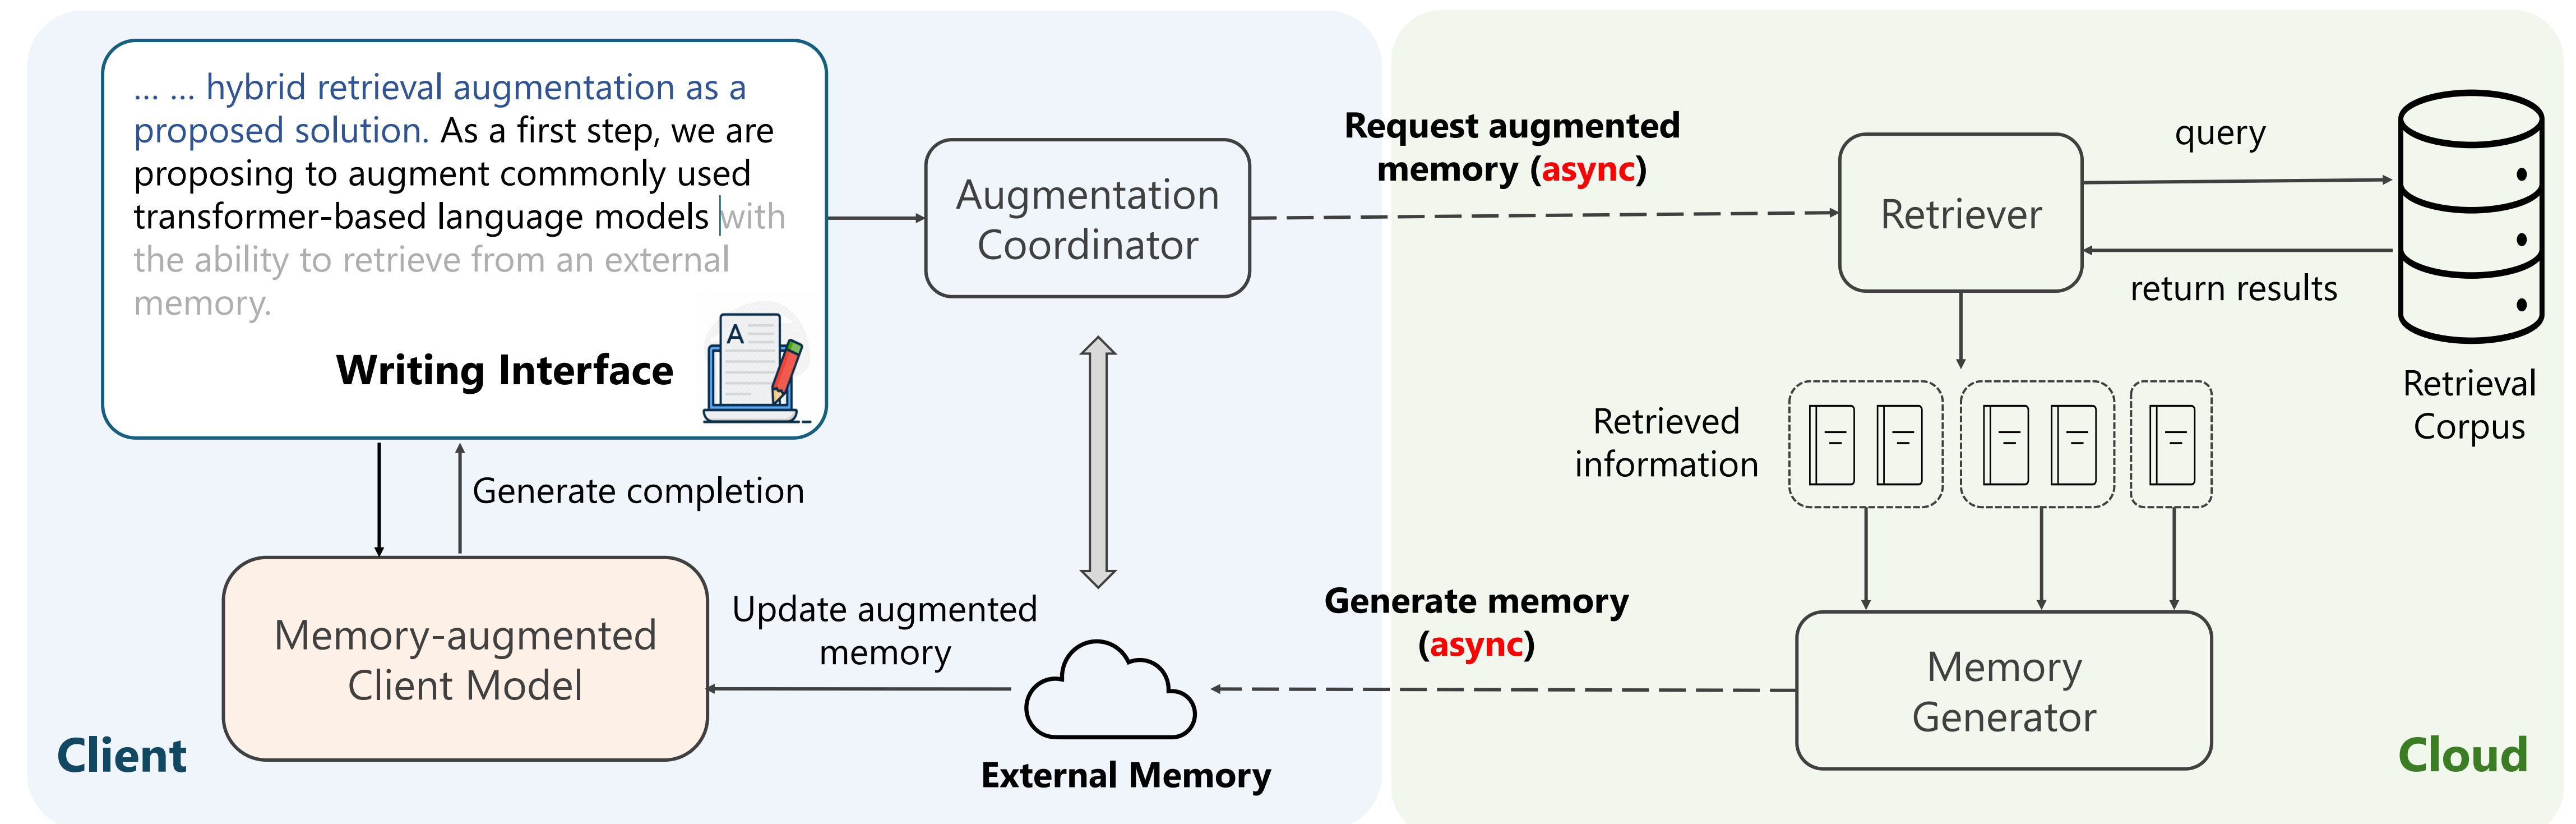 ... ... hybrid retrieval augmentation as a
proposed solution. As a first step, we are
proposing to augment commonly used
transformer-based language models with
the ability to retrieve from an external
memory.
A
Writing Interface
Augmentation
Coordinator
Request augmented
memory (async)
Retriever
query
return results
Retrieval
Corpus
Retrieved
information
Generate completion
Memory-augmented
Client Model
Update augmented
memory
External Memory
Generate memory
(async)
Memory
Generator
Client
Cloud